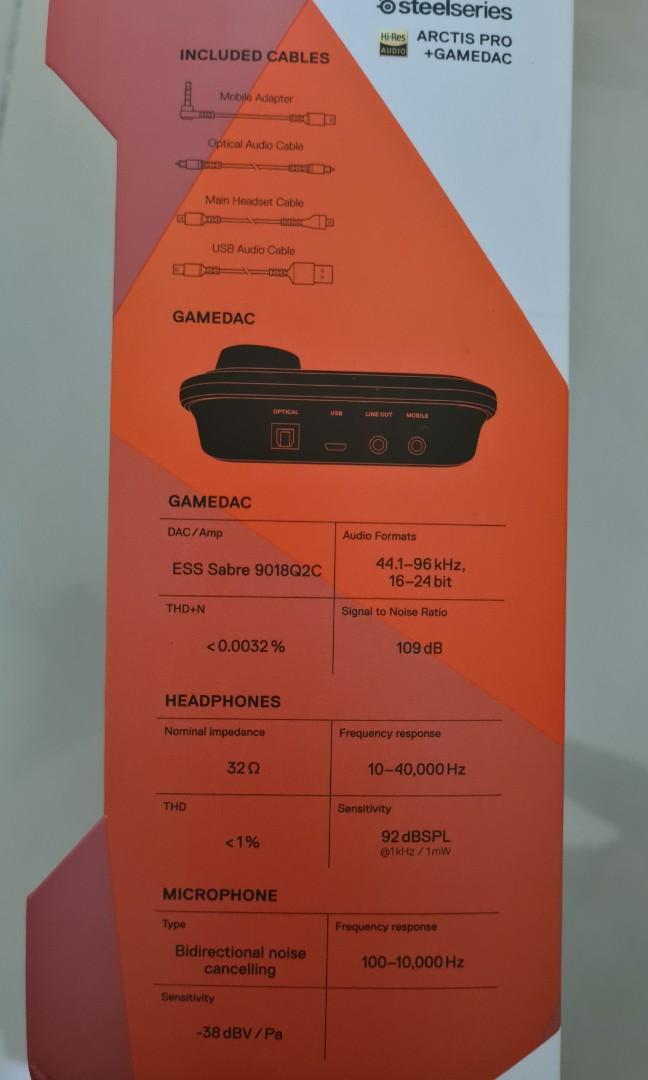 steelseries
Hi-Res
AUDIO
ARCTIS PRO
+GAMEDAC
INCLUDED CABLES
Mobile Adapter
Optical Audio Cable
Main Headset Cable
USB Audio Cable
GAMEDAC
OPTICAL USB LINE OUT MOBILE
GAMEDAC
DAC/Amp
ESS Sabre 9018Q2C
Audio Formats
44.1–96 kHz,
16–24 bit
THD+N
<0.0032 %
Signal to Noise Ratio
109 dB
HEADPHONES
Nominal impedance
32 Ω
Frequency response
10–40,000 Hz
THD
<1%
Sensitivity
92 dBSPL
@1kHz / 1mW
MICROPHONE
Type
Bidirectional noise
cancelling
Frequency response
100–10,000 Hz
Sensitivity
-38 dBV / Pa